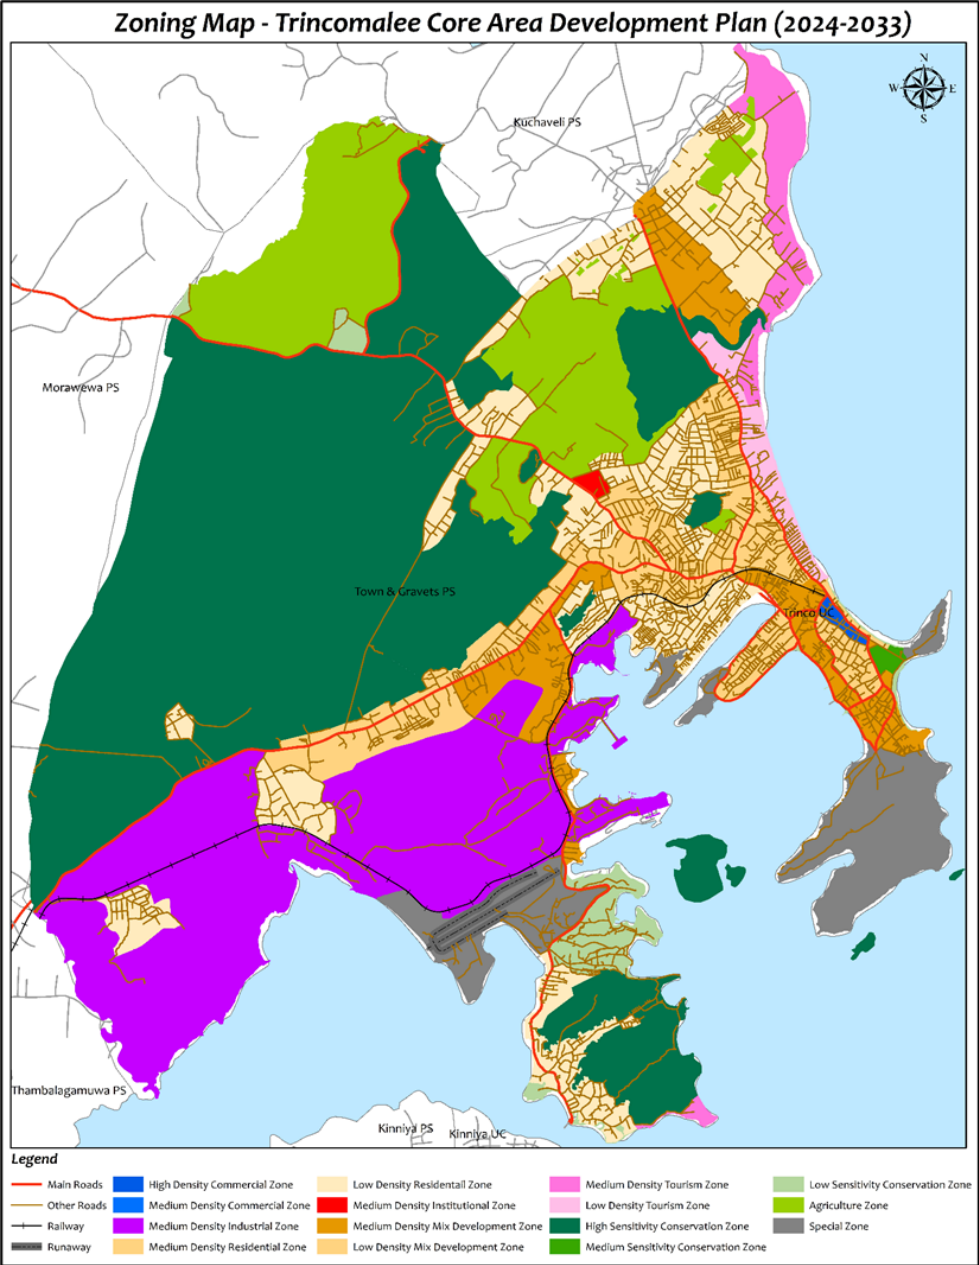 Zoning Map - Trincomalee Core Area Development Plan (2024-2033)
N
W E
S
Kuchaveli PS
Morawewa PS
Town & Gravets PS
Trinco UC
Thambalagamuwa PS
Kinniya PS
Kinniya UC
Legend
Main Roads
Other Roads
Railway
Runaway
High Density Commercial Zone
Medium Density Commercial Zone
Medium Density Industrial Zone
Medium Density Residential Zone
Low Density Residentail Zone
Medium Density Institutional Zone
Medium Density Mix Development Zone
Low Density Mix Development Zone
Medium Density Tourism Zone
Low Density Tourism Zone
High Sensitivity Conservation Zone
Medium Sensitivity Conservation Zone
Low Sensitivity Conservation Zone
Agriculture Zone
Special Zone